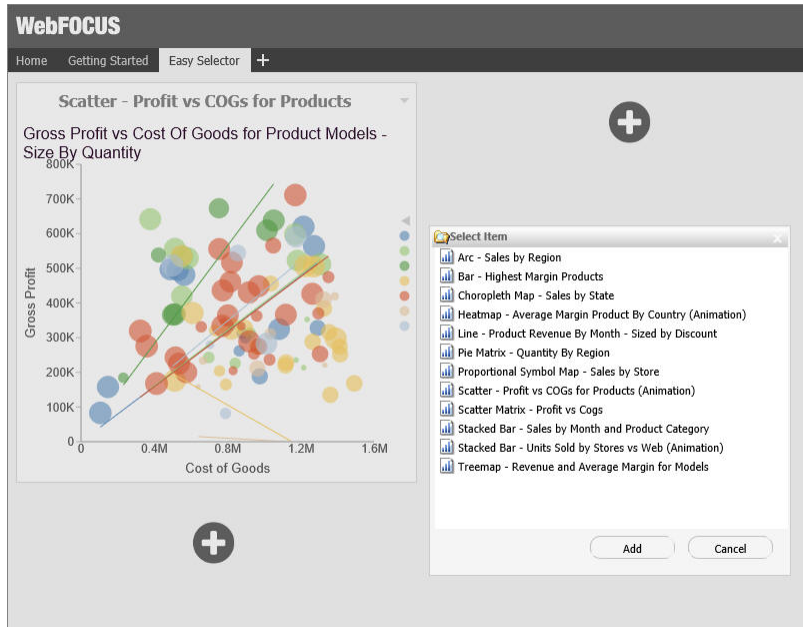 WebFOCUS
Home
Getting Started
Easy Selector
Scatter - Profit vs COGs for Products
Gross Profit vs Cost Of Goods for Product Models -
Size By Quantity
800K
700K
600K
500K
400K
300K
200K
100K
0
Gross Profit
0
0.4M
0.8M
1.2M
1.6M
Cost of Goods
Select Item
Arc - Sales by Region
Bar - Highest Margin Products
Choropleth Map - Sales by State
Heatmap - Average Margin Product By Country (Animation)
Line - Product Revenue By Month - Sized by Discount
Pie Matrix - Quantity By Region
Proportional Symbol Map - Sales by Store
Scatter - Profit vs COGs for Products (Animation)
Scatter Matrix - Profit vs Cogs
Stacked Bar - Sales by Month and Product Category
Stacked Bar - Units Sold by Stores vs Web (Animation)
Treemap - Revenue and Average Margin for Models
Add
Cancel